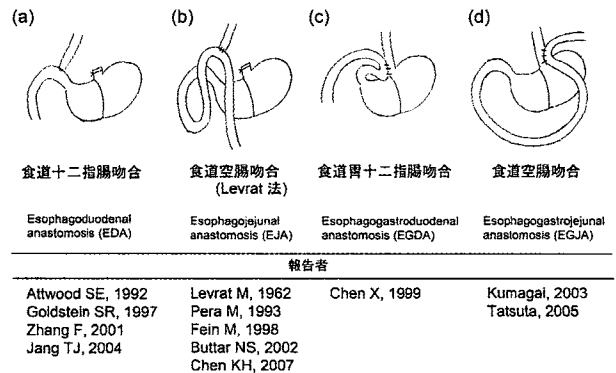 (a)
(b)
(c)
(d)
食道十二指腸吻合
食道空腸吻合
(Levrat 法)
食道胃十二指腸吻合
食道空腸吻合
Esophagoduodenal
anastomosis (EDA)
Esophagojejunal
anastomosis (EJA)
Esophagogastroduodenal
anastomosis (EGDA)
Esophagogastrojejunal
anastomosis (EGJA)
報告者
Attwood SE, 1992
Goldstein SR, 1997
Zhang F, 2001
Jang TJ, 2004
Levrat M, 1962
Pera M, 1993
Fein M, 1998
Buttar NS, 2002
Chen KH, 2007
Chen X, 1999
Kumagai, 2003
Tatsuta, 2005